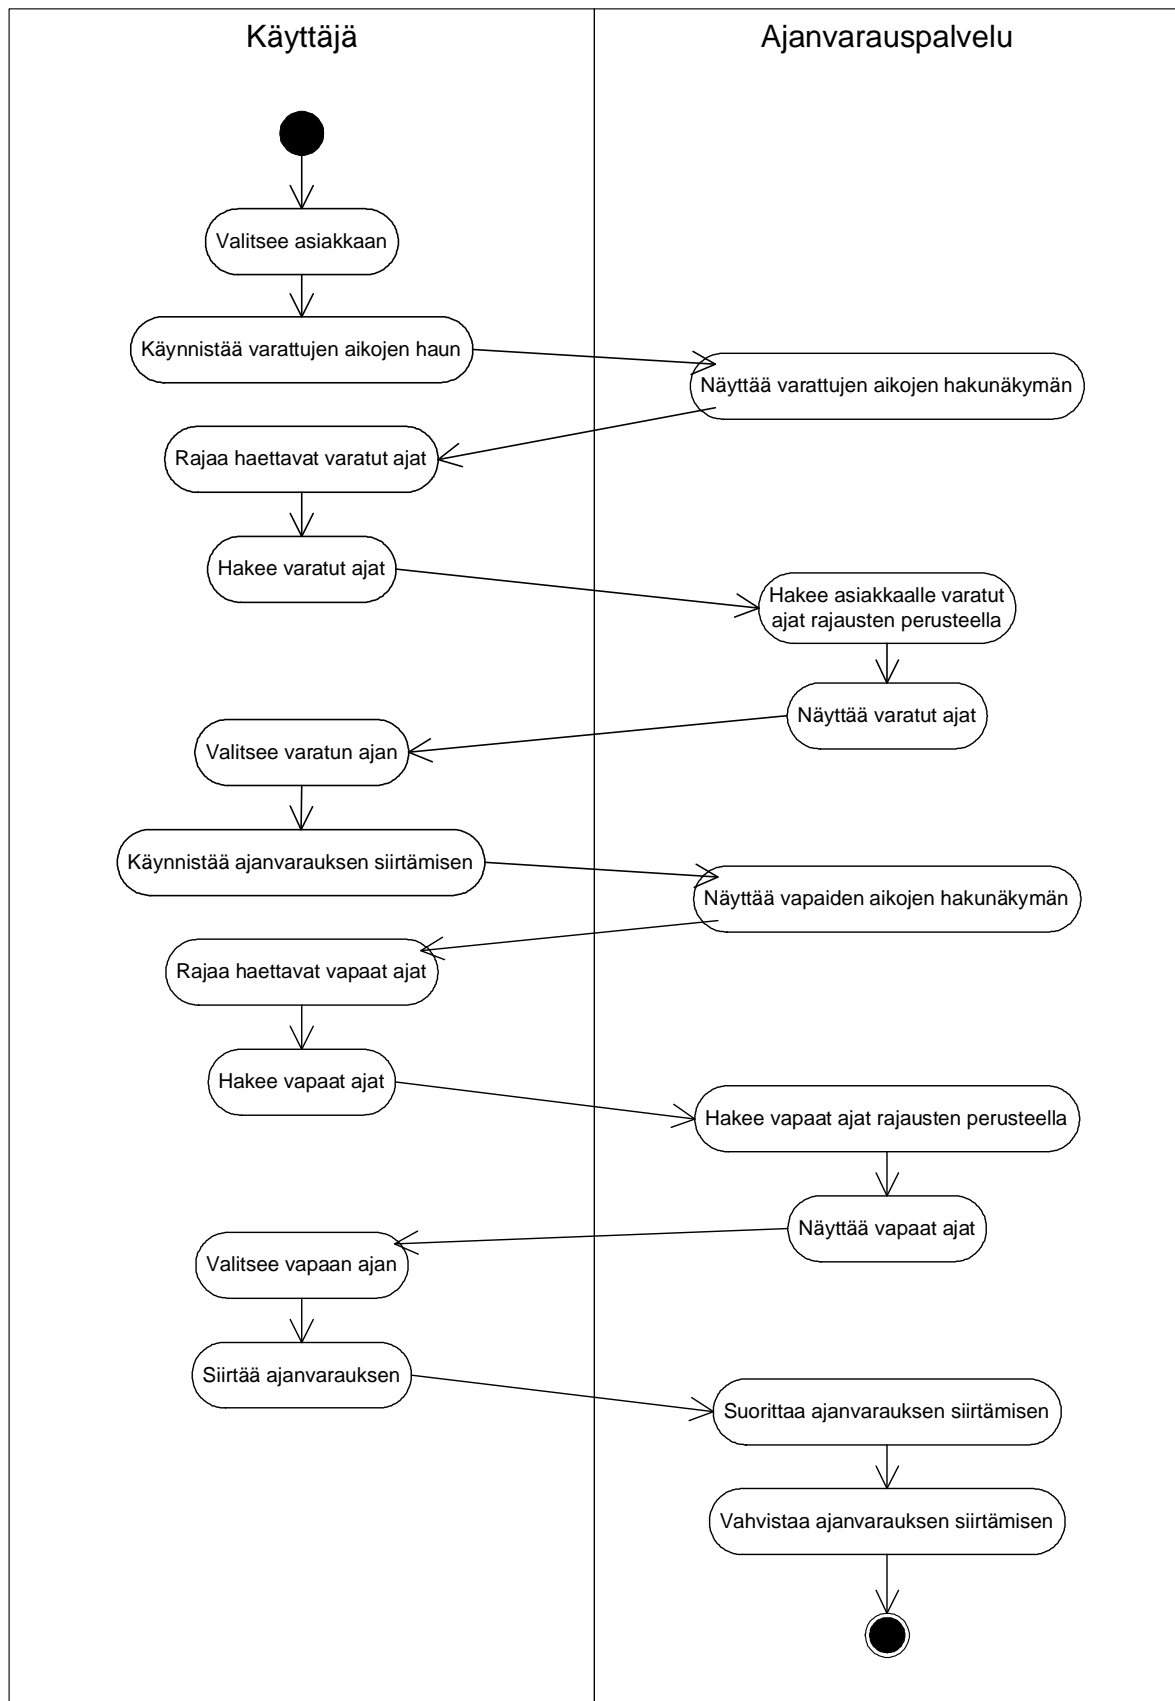 Käyttäjä
Ajanvarauspalvelu
Valitsee asiakkaan
Käynnistää varattujen aikojen haun
Näyttää varattujen aikojen hakunäkymän
Rajaa haettavat varatut ajat
Hakee varatut ajat
Hakee asiakkaalle varatut
ajat rajausten perusteella
Näyttää varatut ajat
Valitsee varatun ajan
Käynnistää ajanvarauksen siirtämisen
Näyttää vapaiden aikojen hakunäkymän
Rajaa haettavat vapaat ajat
Hakee vapaat ajat
Hakee vapaat ajat rajausten perusteella
Näyttää vapaat ajat
Valitsee vapaan ajan
Siirtää ajanvarauksen
Suorittaa ajanvarauksen siirtämisen
Vahvistaa ajanvarauksen siirtämisen